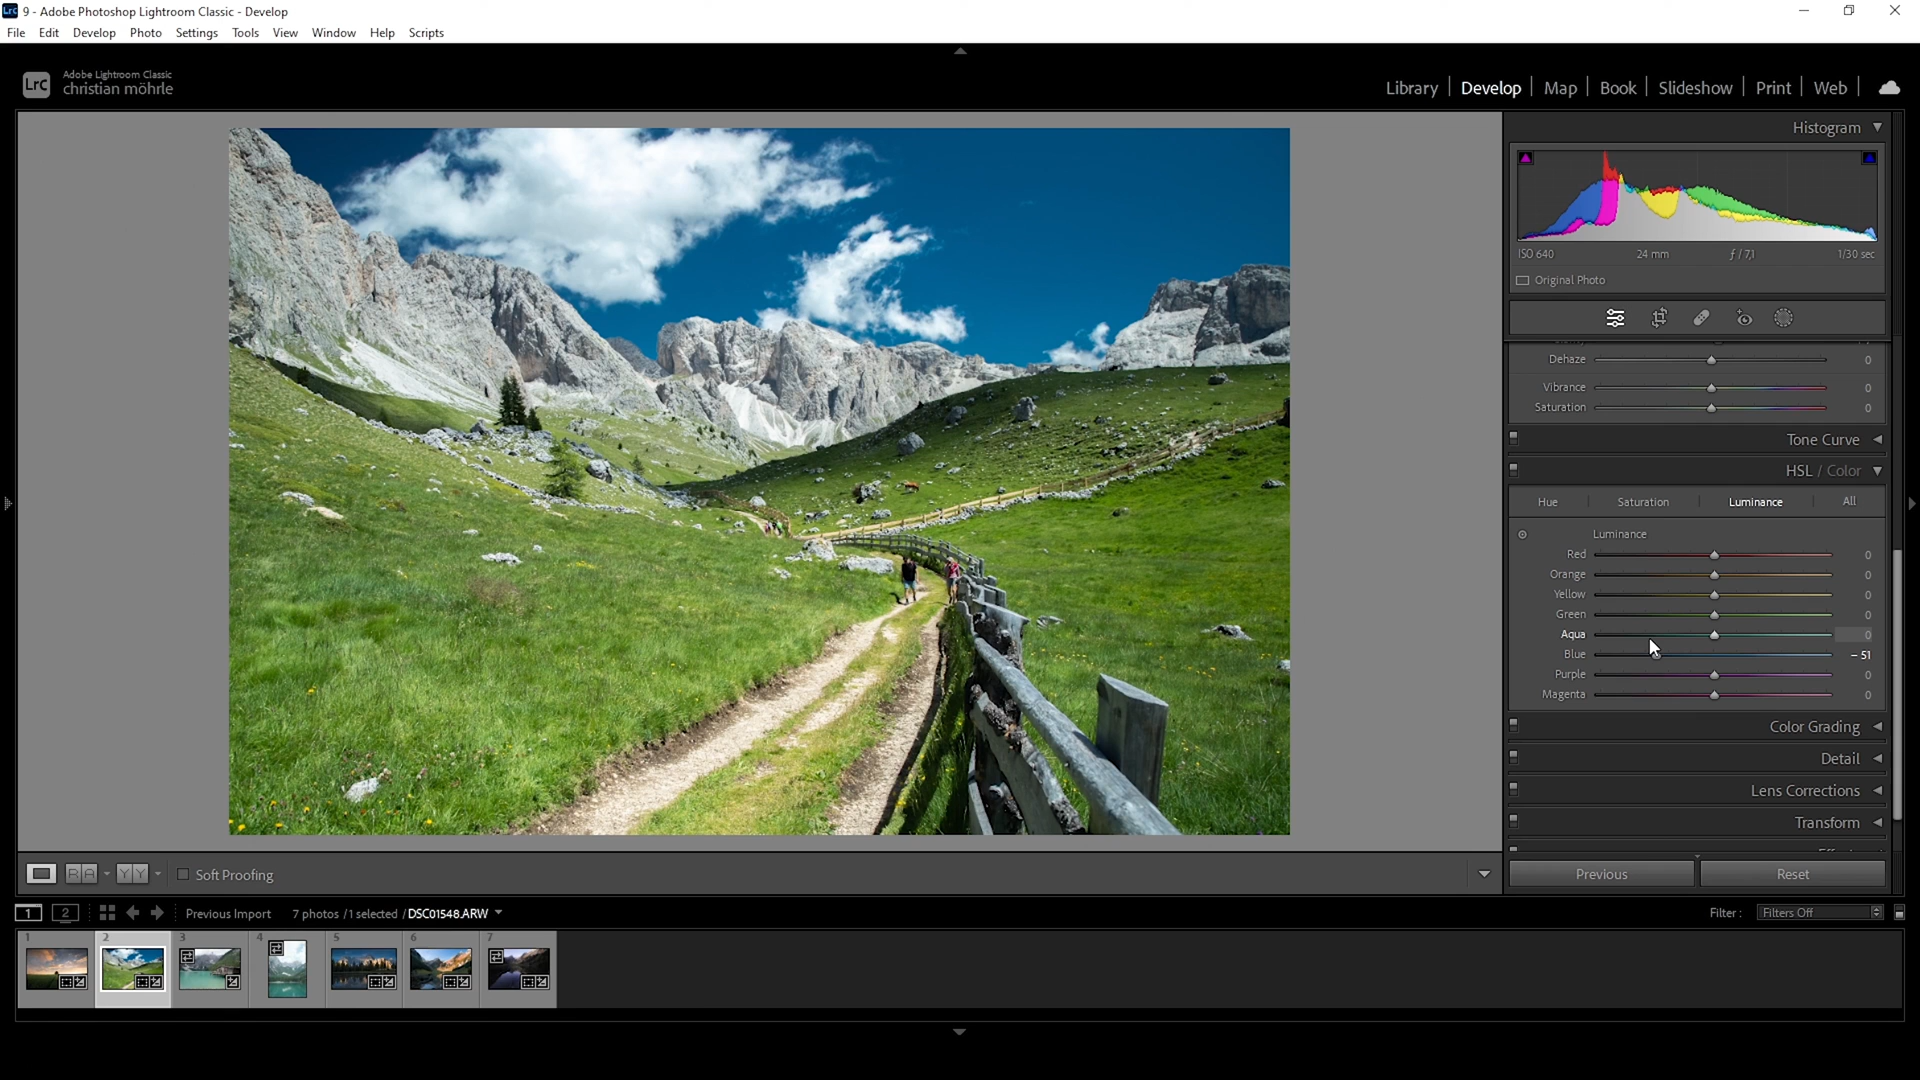 Lrc 9 - Adobe Photoshop Lightroom Classic - Develop
File Edit Develop Photo Settings Tools View Window Help Scripts
Lrc Adobe Lightroom Classic
christian möhrle
Library | Develop | Map | Book | Slideshow | Print | Web
Histogram
ISO 640 24 mm ƒ / 7,1 1/30 sec
Original Photo
Dehaze 0
Vibrance 0
Saturation 0
Tone Curve
HSL / Color
Hue Saturation Luminance All
Luminance
Red 0
Orange 0
Yellow 0
Green 0
Aqua 0
Blue – 51
Purple 0
Magenta 0
Color Grading
Detail
Lens Corrections
Transform
Previous Reset
R A Y Y Soft Proofing
1 2 Previous Import 7 photos / 1 selected / DSC01548.ARW Filter : Filters Off
1 2 3 4 5 6 7